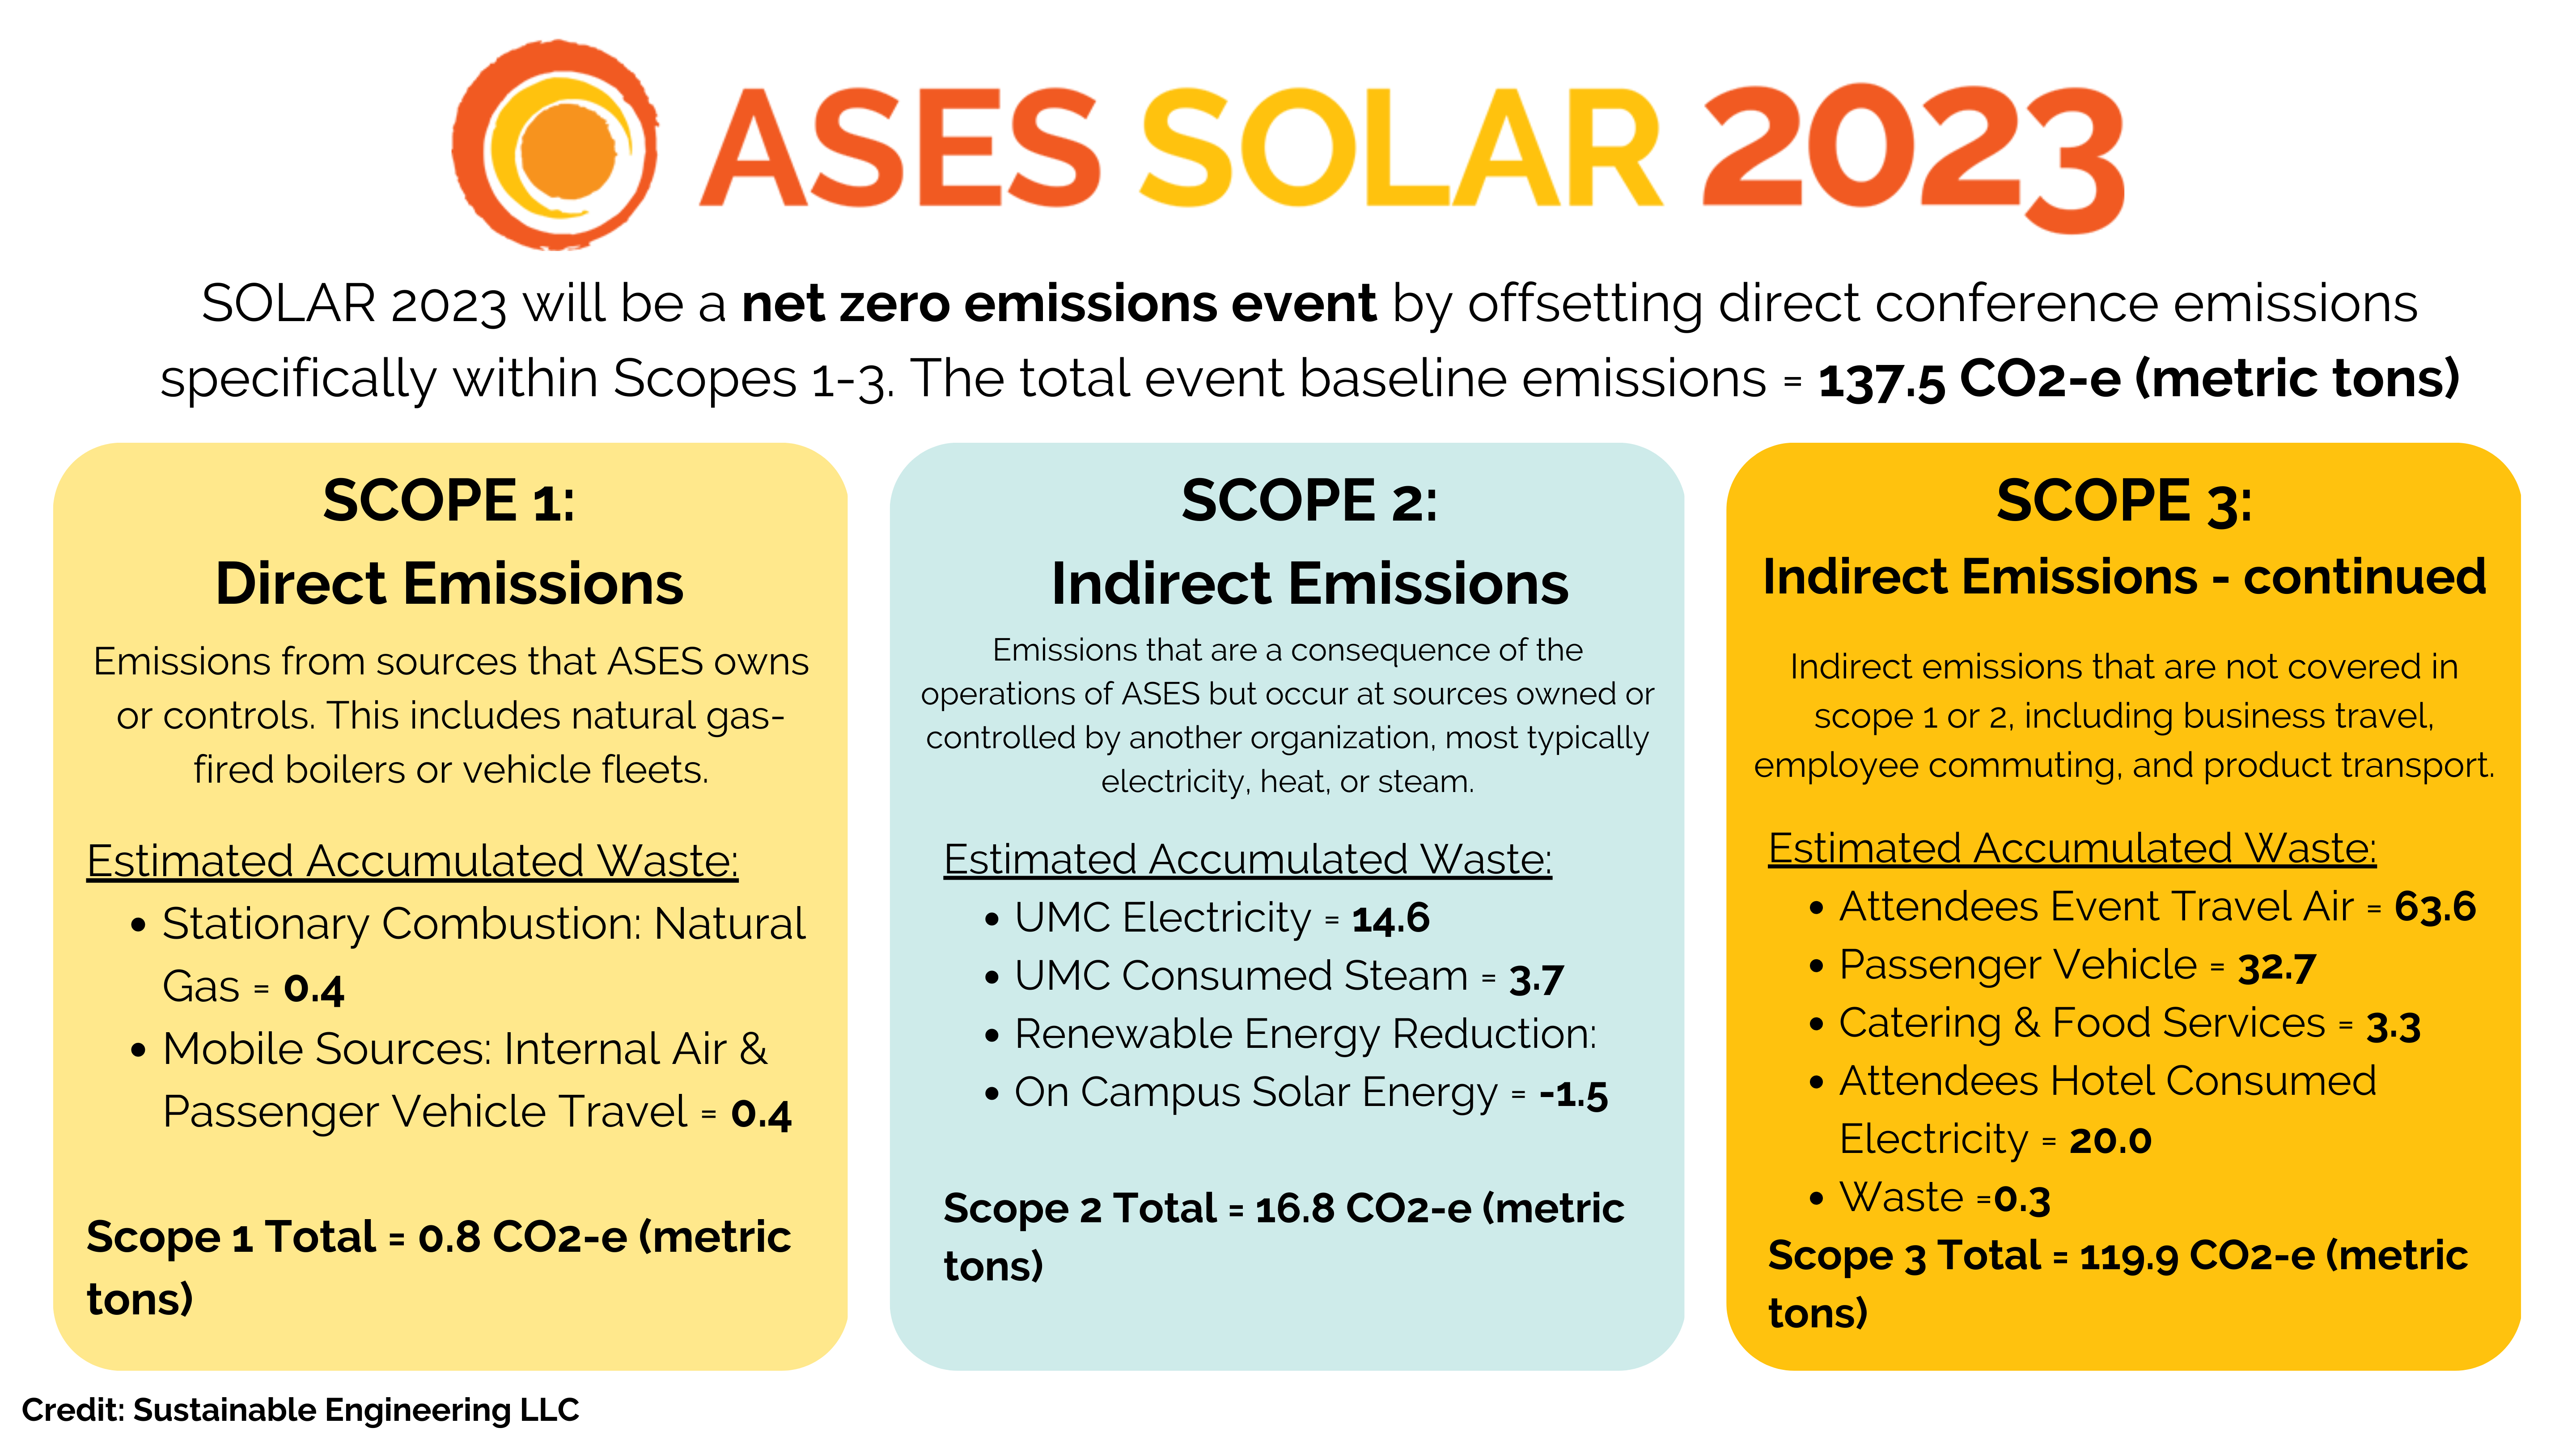 ASES SOLAR 2023
SOLAR 2023 will be a net zero emissions event by offsetting direct conference emissions
specifically within Scopes 1-3. The total event baseline emissions = 137.5 CO2-e (metric tons)
SCOPE 1:
Direct Emissions
Emissions from sources that ASES owns
or controls. This includes natural gas-
fired boilers or vehicle fleets.
Estimated Accumulated Waste:
• Stationary Combustion: Natural
Gas = 0.4
• Mobile Sources: Internal Air &
Passenger Vehicle Travel = 0.4
Scope 1 Total = 0.8 CO2-e (metric
tons)
SCOPE 2:
Indirect Emissions
Emissions that are a consequence of the
operations of ASES but occur at sources owned or
controlled by another organization, most typically
electricity, heat, or steam.
Estimated Accumulated Waste:
• UMC Electricity = 14.6
• UMC Consumed Steam = 3.7
• Renewable Energy Reduction:
• On Campus Solar Energy = -1.5
Scope 2 Total = 16.8 CO2-e (metric
tons)
SCOPE 3:
Indirect Emissions - continued
Indirect emissions that are not covered in
scope 1 or 2, including business travel,
employee commuting, and product transport.
Estimated Accumulated Waste:
• Attendees Event Travel Air = 63.6
• Passenger Vehicle = 32.7
• Catering & Food Services = 3.3
• Attendees Hotel Consumed
Electricity = 20.0
• Waste =0.3
Scope 3 Total = 119.9 CO2-e (metric
tons)
Credit: Sustainable Engineering LLC